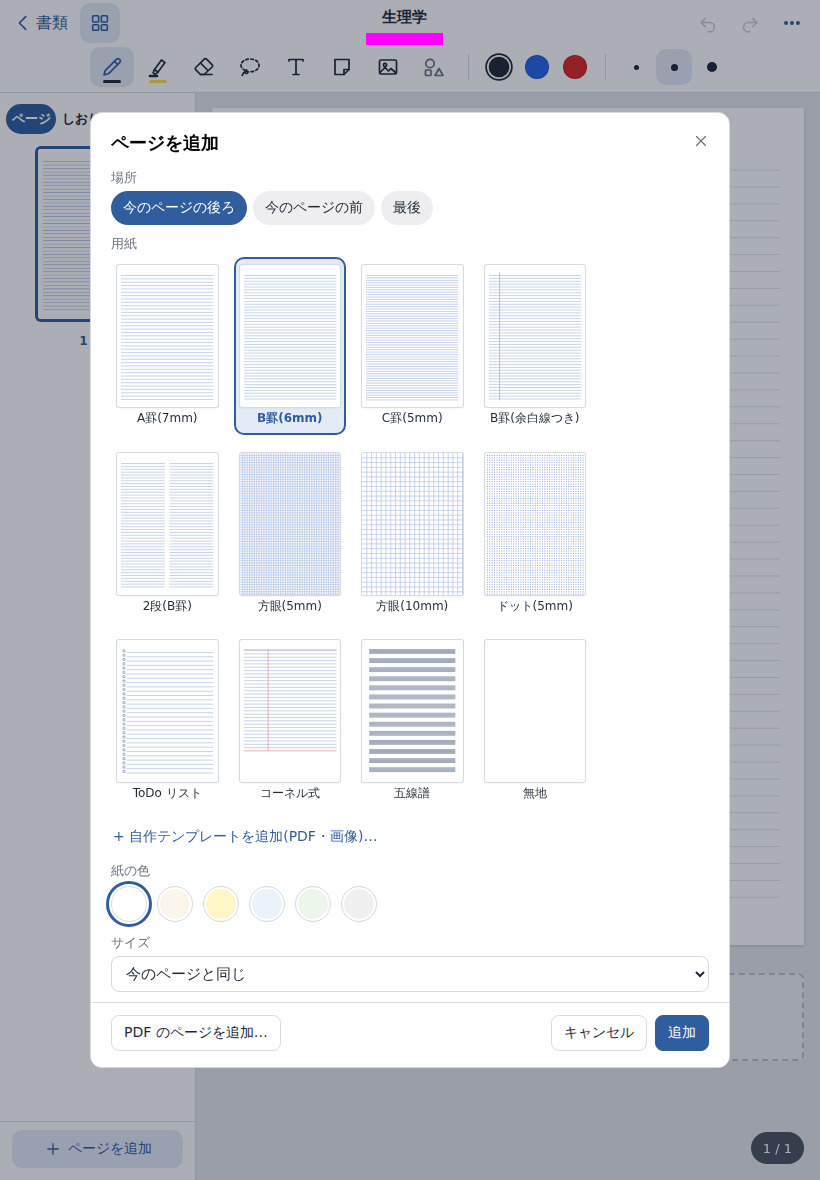 書類
生理学
ページ
しお
1
ページを追加
場所
今のページの後ろ
今のページの前
最後
用紙
A罫(7mm)
B罫(6mm)
C罫(5mm)
B罫(余白線つき)
2段(B罫)
方眼(5mm)
方眼(10mm)
ドット(5mm)
ToDo リスト
コーネル式
五線譜
無地
+ 自作テンプレートを追加(PDF・画像)…
紙の色
サイズ
今のページと同じ
PDF のページを追加…
キャンセル
追加
+ ページを追加
1 / 1